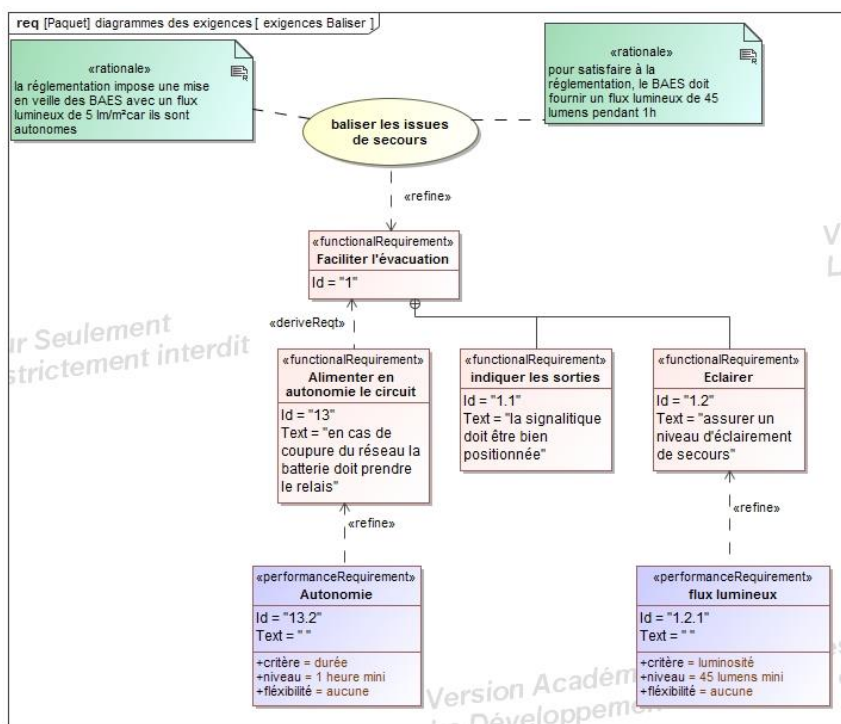 req [Paquet] diagrammes des exigences [ exigences Baliser ]
«rationale»
la réglementation impose une mise
en veille des BAES avec un flux
lumineux de 5 lm/m²car ils sont
autonomes
«rationale»
pour satisfaire à la
réglementation, le BAES doit
fournir un flux lumineux de 45
lumens pendant 1h
baliser les issues
de secours
«refine»
«functionalRequirement»
Faciliter l'évacuation
Id = "1"
«deriveReqt»
ur Seulement
strictement interdit
«functionalRequirement»
Alimenter en
autonomie le circuit
Id = "13"
Text = "en cas de
coupure du réseau la
batterie doit prendre
le relais"
«functionalRequirement»
indiquer les sorties
Id = "1.1"
Text = "la signalitique
doit être bien
positionnée"
«functionalRequirement»
Eclairer
Id = "1.2"
Text = "assurer un
niveau d'éclairement
de secours"
«refine»
«refine»
«performanceRequirement»
Autonomie
Id = "13.2"
Text = " "
+critère = durée
+niveau = 1 heure mini
+fléxibilité = aucune
«performanceRequirement»
flux lumineux
Id = "1.2.1"
Text = " "
+critère = luminosité
+niveau = 45 lumens mini
+fléxibilité = aucune
Version Académ
Développemen